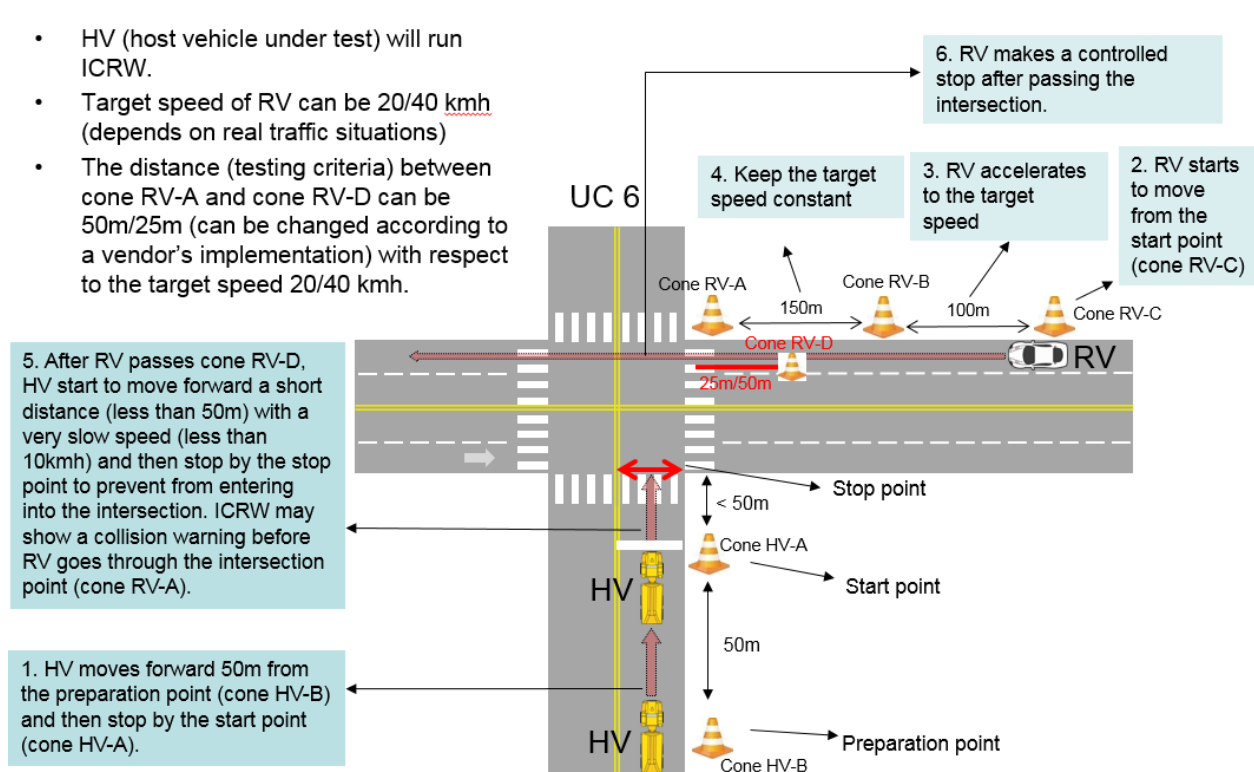 • HV (host vehicle under test) will run
ICRW.
• Target speed of RV can be 20/40 kmh
(depends on real traffic situations)
• The distance (testing criteria) between
cone RV-A and cone RV-D can be
50m/25m (can be changed according to
a vendor's implementation) with respect
to the target speed 20/40 kmh.
6. RV makes a controlled
stop after passing the
intersection.
UC 6
4. Keep the target
speed constant
3. RV accelerates
to the target
speed
2. RV starts
to move
from the
start point
(cone RV-C)
Cone RV-A
150m
Cone RV-B
100m
Cone RV-C
Cone RV-D
25m/50m
RV
5. After RV passes cone RV-D,
HV start to move forward a short
distance (less than 50m) with a
very slow speed (less than
10kmh) and then stop by the stop
point to prevent from entering
into the intersection. ICRW may
show a collision warning before
RV goes through the intersection
point (cone RV-A).
Stop point
< 50m
Cone HV-A
HV
Start point
50m
1. HV moves forward 50m from
the preparation point (cone HV-B)
and then stop by the start point
(cone HV-A).
HV
Preparation point
Cone HV-B